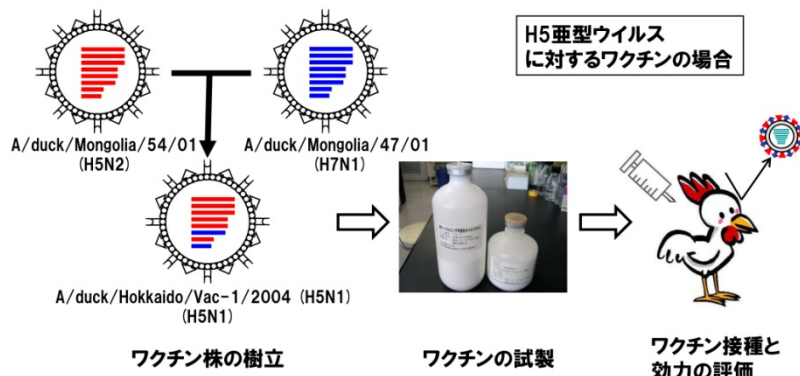 H5亜型ウイルス
に対するワクチンの場合
A/duck/Mongolia/54/01
(H5N2)
A/duck/Mongolia/47/01
(H7N1)
A/duck/Hokkaido/Vac-1/2004 (H5N1)
(H5N1)
ワクチン株の樹立
ワクチンの試製
ワクチン接種と
効力の評価